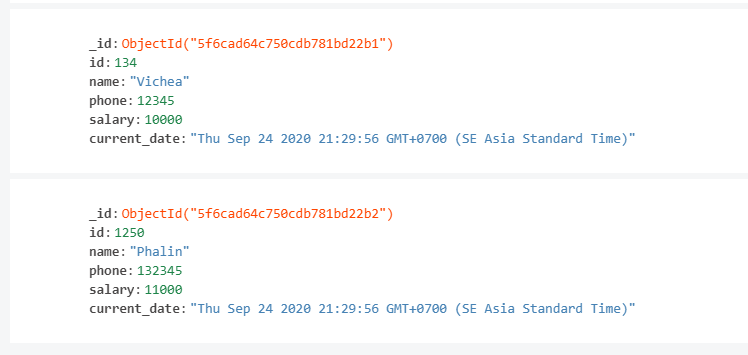 _id: ObjectId("5f6cad64c750cdb781bd22b1")
id: 134
name: "Vichea"
phone: 12345
salary: 10000
current_date: "Thu Sep 24 2020 21:29:56 GMT+0700 (SE Asia Standard Time)"
_id: ObjectId("5f6cad64c750cdb781bd22b2")
id: 1250
name: "Phalin"
phone: 132345
salary: 11000
current_date: "Thu Sep 24 2020 21:29:56 GMT+0700 (SE Asia Standard Time)"